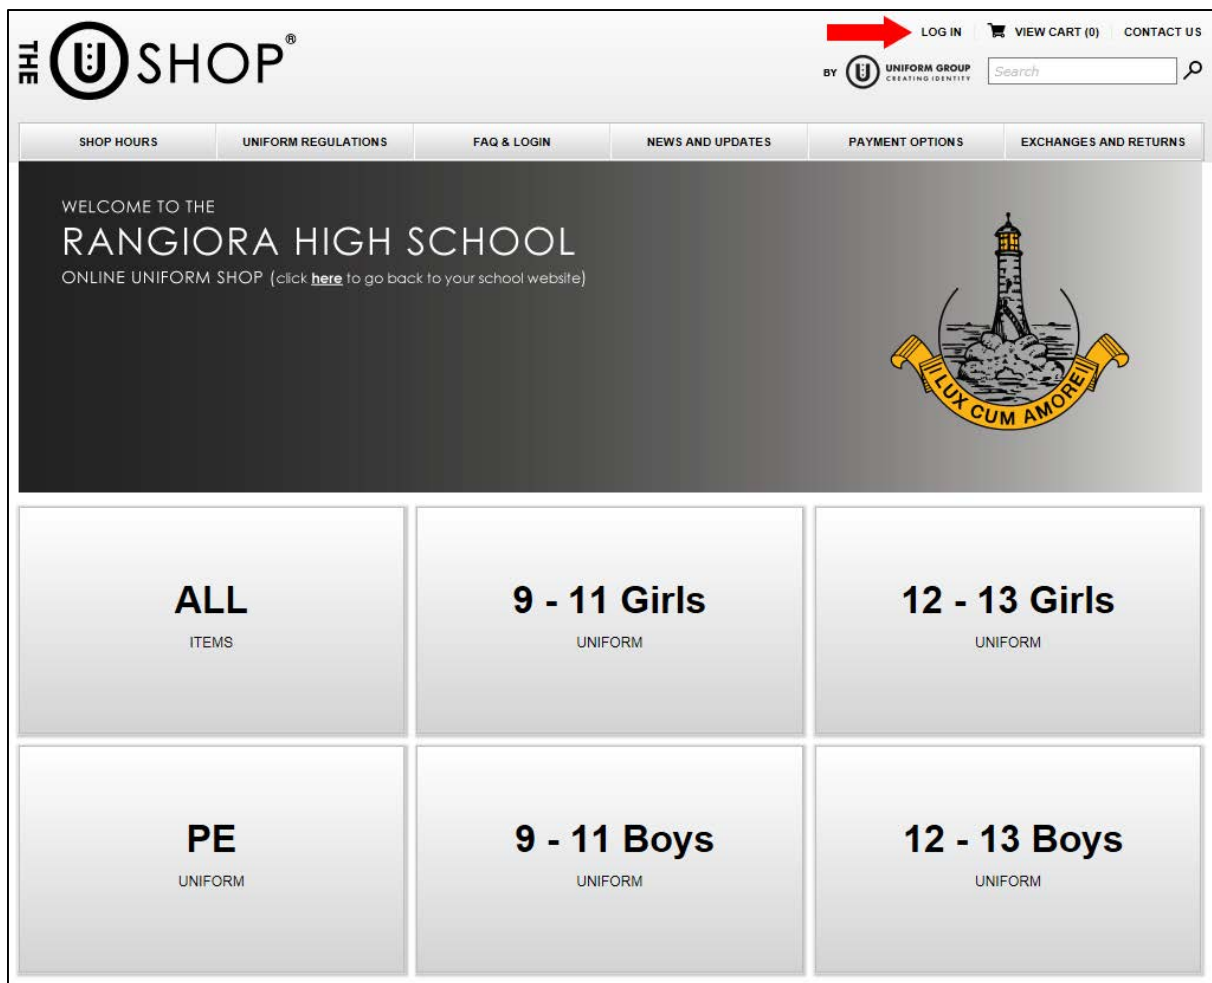 THE U SHOP®
LOG IN VIEW CART (0) CONTACT US
BY U UNIFORM GROUP
CREATING IDENTITY
Search
SHOP HOURS UNIFORM REGULATIONS FAQ & LOGIN NEWS AND UPDATES PAYMENT OPTIONS EXCHANGES AND RETURNS
WELCOME TO THE
RANGIORA HIGH SCHOOL
ONLINE UNIFORM SHOP (click here to go back to your school website)
LUX CUM AMORE
ALL
ITEMS
9 - 11 Girls
UNIFORM
12 - 13 Girls
UNIFORM
PE
UNIFORM
9 - 11 Boys
UNIFORM
12 - 13 Boys
UNIFORM